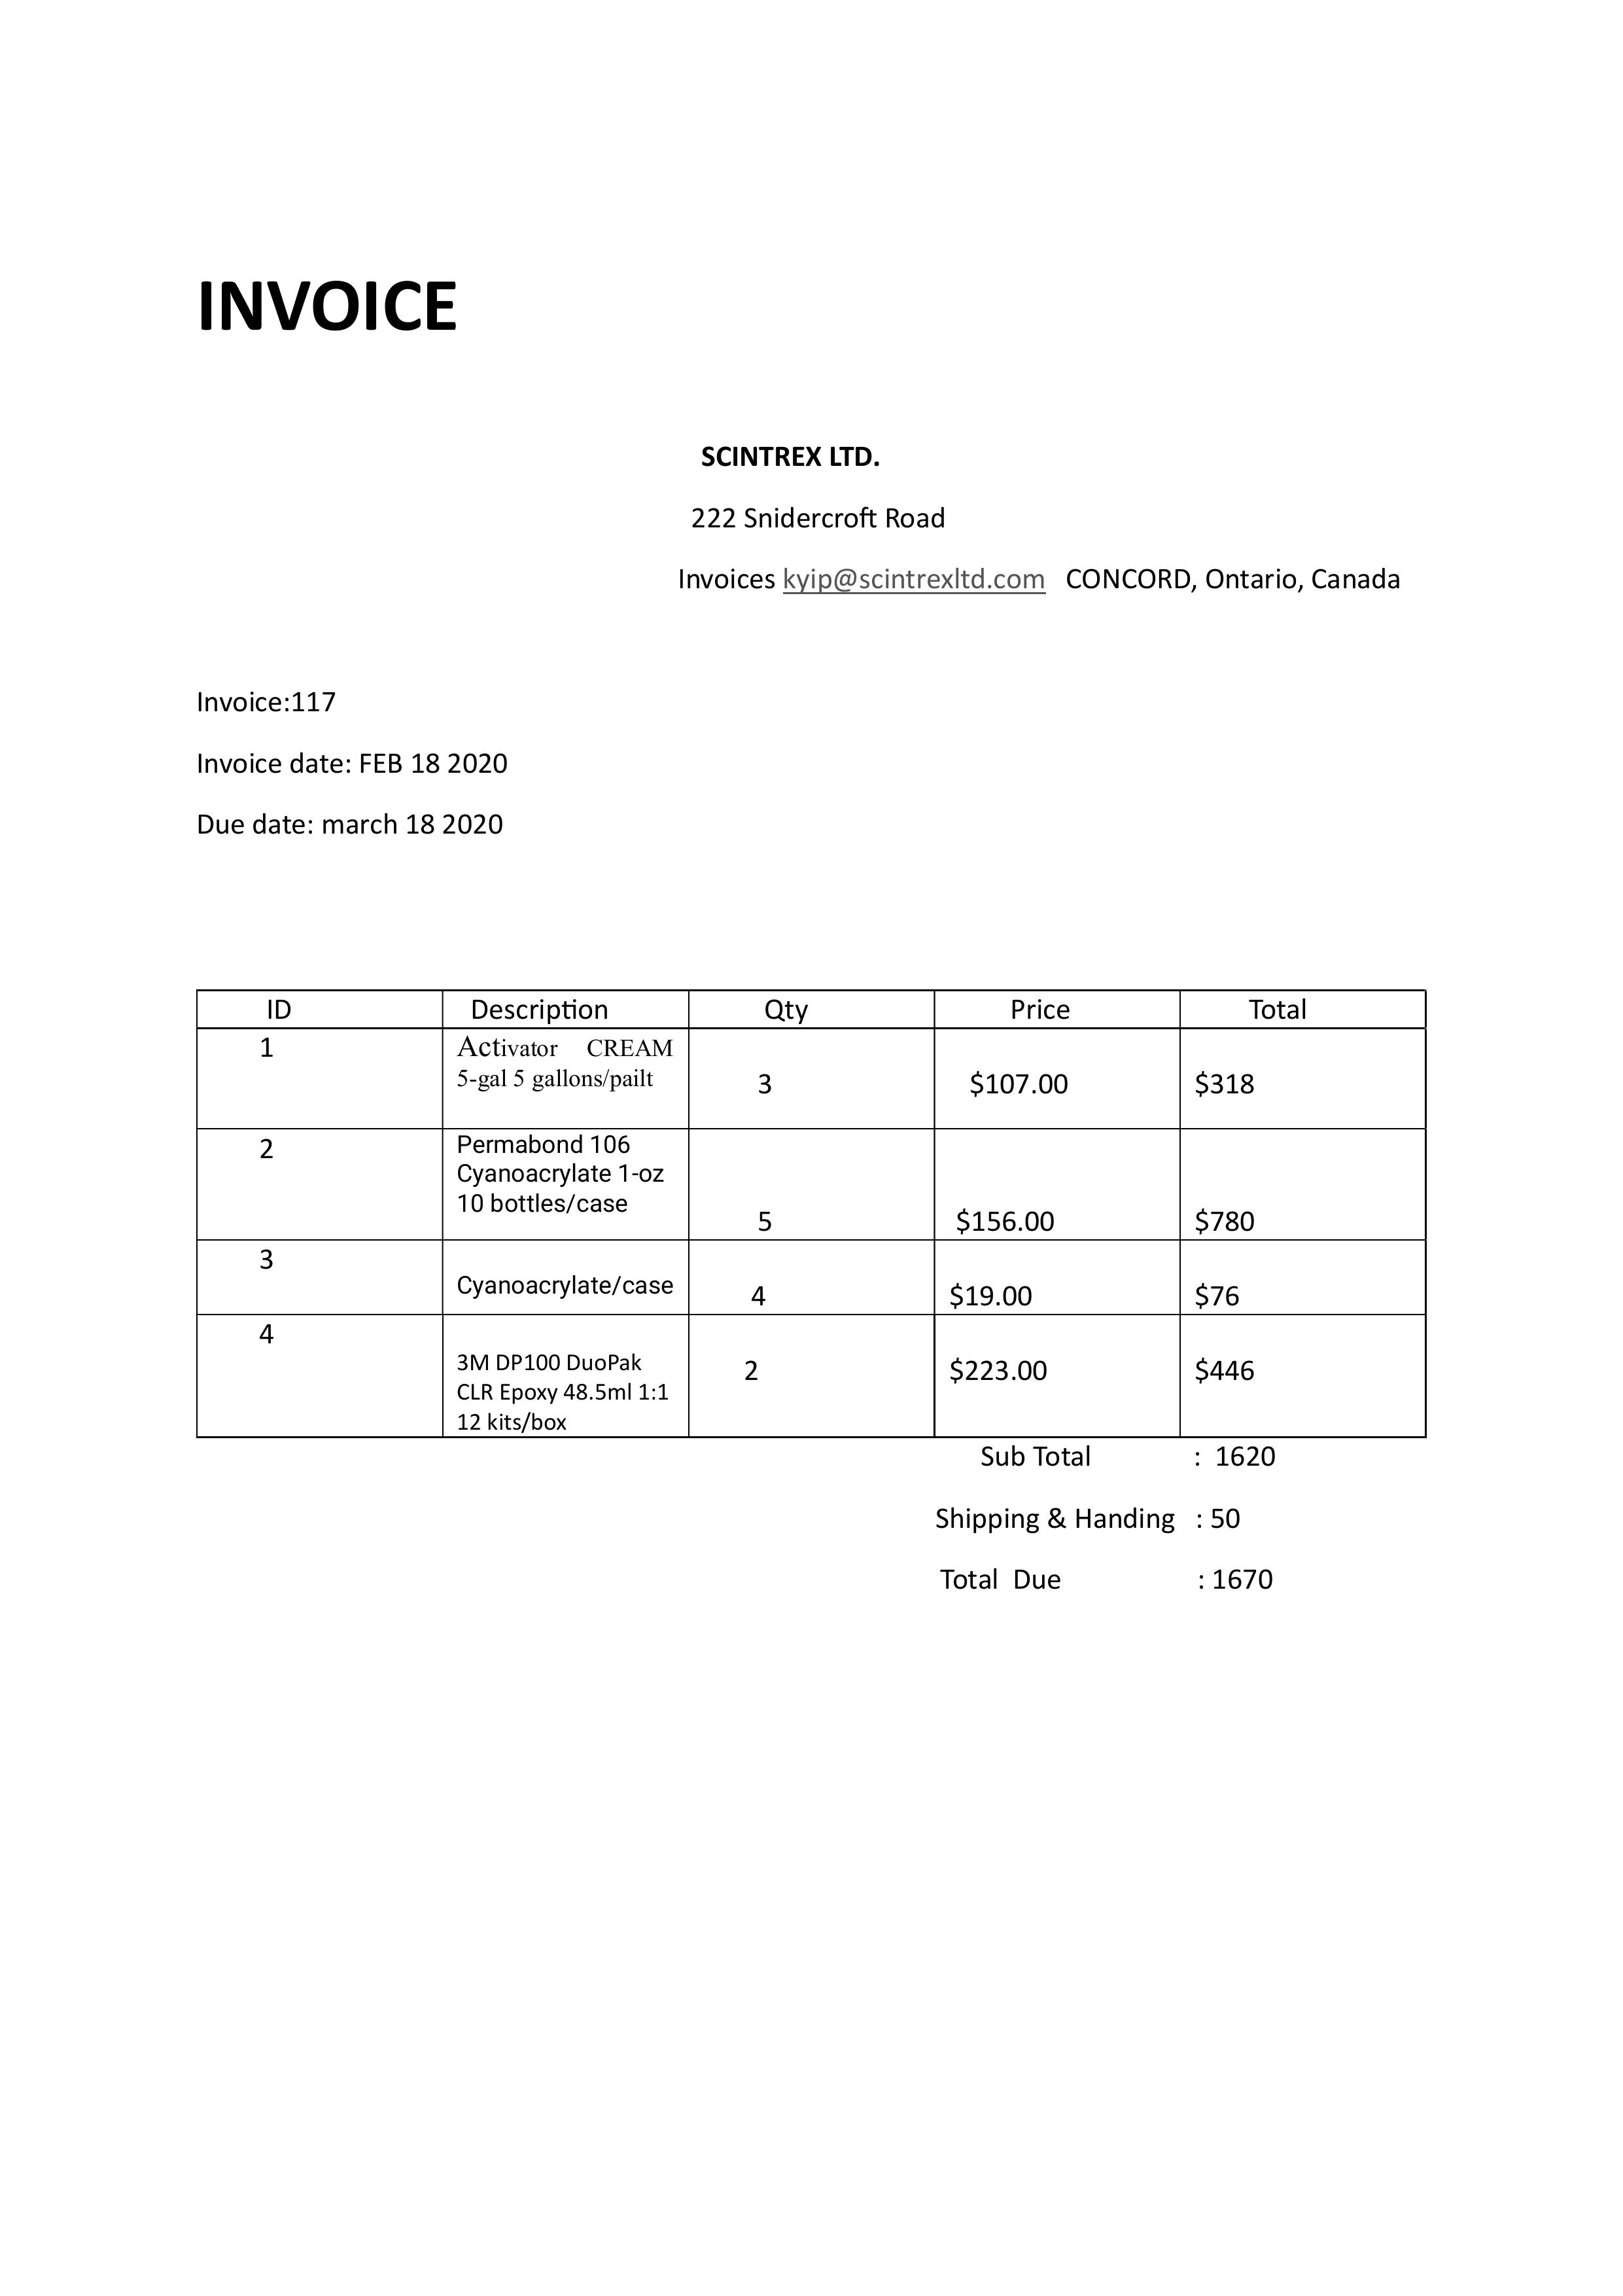 INVOICE
SCINTREX LTD.
222 Snidercroft Road
Invoices kyip@scintrexltd.com CONCORD, Ontario, Canada
Invoice:117
Invoice date: FEB 18 2020
Due date: march 18 2020
ID Description Qty Price Total
1 Activator CREAM
5-gal 5 gallons/pailt
3 $107.00 $318
2 Permabond 106
Cyanoacrylate 1-oz
10 bottles/case
5 $156.00 $780
3
Cyanoacrylate/case
4 $19.00 $76
4
3M DP100 DuoPak
2 $223.00 $446
CLR Epoxy 48.5ml 1:1
12 kits/box
Sub Total : 1620
Shipping & Handing : 50
Total Due : 1670